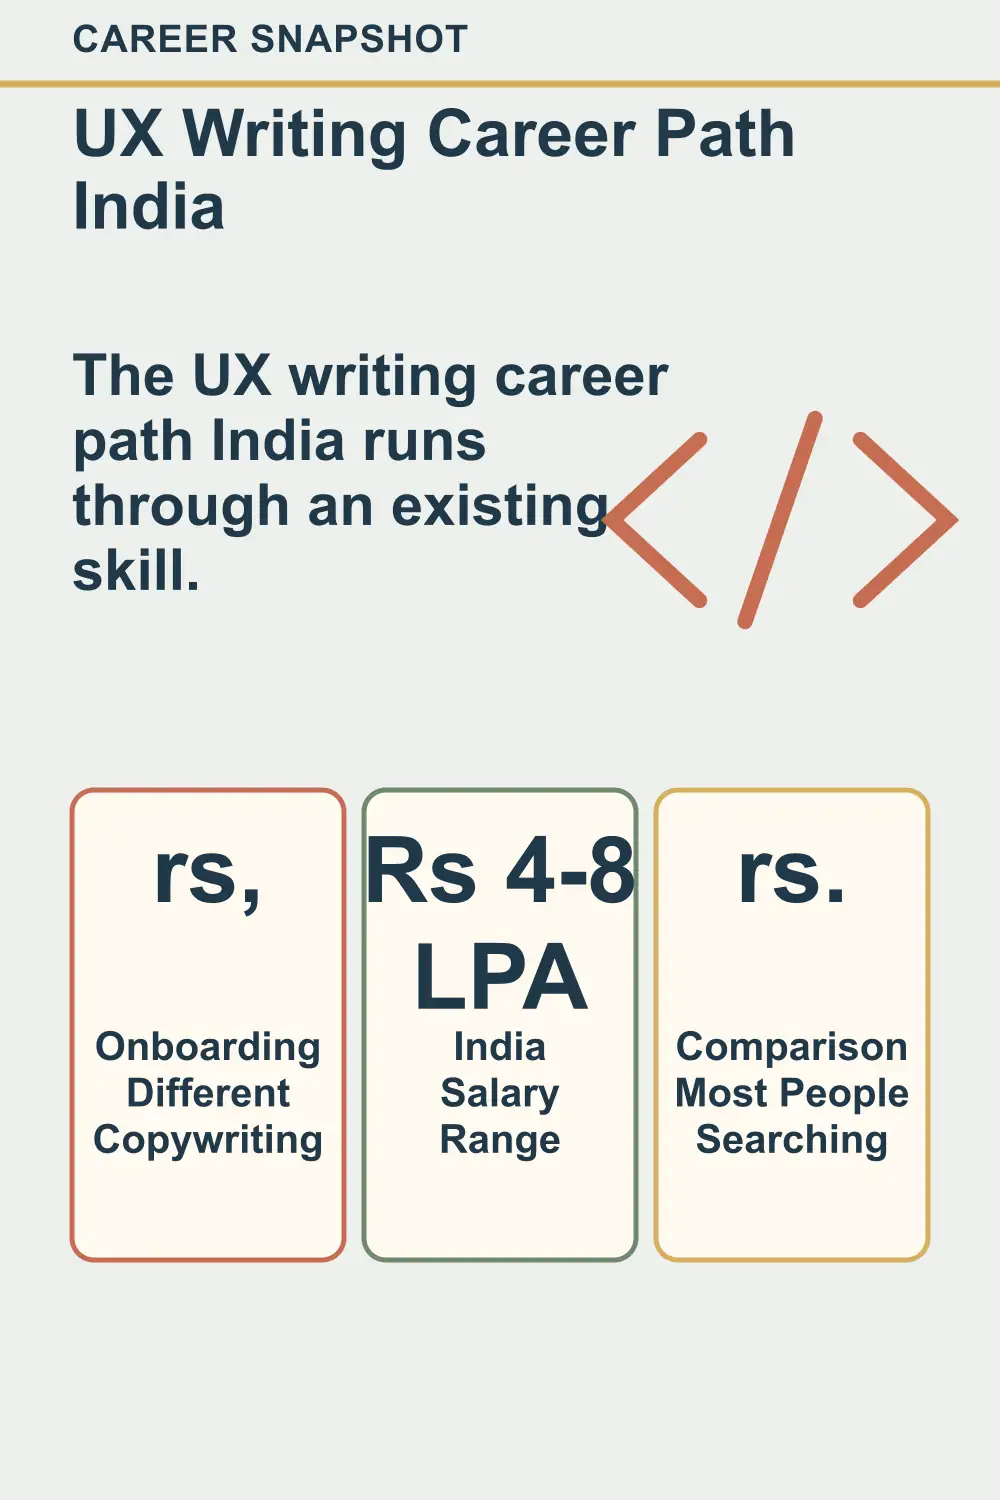 CAREER SNAPSHOT
UX Writing Career Path
India
The UX writing career
path India runs
through an existing
skill.
rs,
Onboarding
Different
Copywriting
Rs 4-8
LPA
India
Salary
Range
rs.
Comparison
Most People
Searching